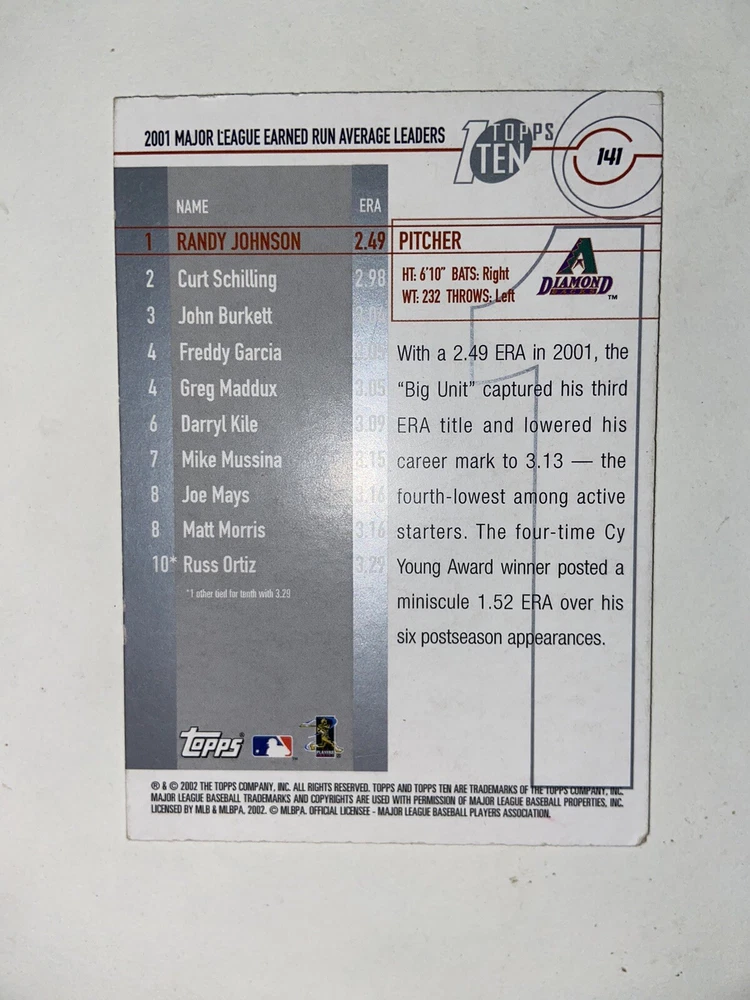 2001 MAJOR LEAGUE EARNED RUN AVERAGE LEADERS
TOPPS
TEN
141
NAME ERA
1 RANDY JOHNSON 2.49
2 Curt Schilling 2.98
3 John Burkett
4 Freddy Garcia 3.05
4 Greg Maddux 3.05
6 Darryl Kile 3.09
7 Mike Mussina 3.15
8 Joe Mays 3.16
8 Matt Morris 3.16
10* Russ Ortiz 3.29
*1 other tied for tenth with 3.29
PITCHER
HT: 6'10" BATS: Right
WT: 232 THROWS: Left
DIAMOND
BACKS
TM
1
With a 2.49 ERA in 2001, the
“Big Unit” captured his third
ERA title and lowered his
career mark to 3.13 — the
fourth-lowest among active
starters. The four-time Cy
Young Award winner posted a
miniscule 1.52 ERA over his
six postseason appearances.
Topps®
PLAYERS
® & © 2002 THE TOPPS COMPANY, INC. ALL RIGHTS RESERVED. TOPPS AND TOPPS TEN ARE TRADEMARKS OF THE TOPPS COMPANY, INC.
MAJOR LEAGUE BASEBALL TRADEMARKS AND COPYRIGHTS ARE USED WITH PERMISSION OF MAJOR LEAGUE BASEBALL PROPERTIES, INC.
LICENSED BY MLB & MLBPA. 2002. © MLBPA. OFFICIAL LICENSEE - MAJOR LEAGUE BASEBALL PLAYERS ASSOCIATION.